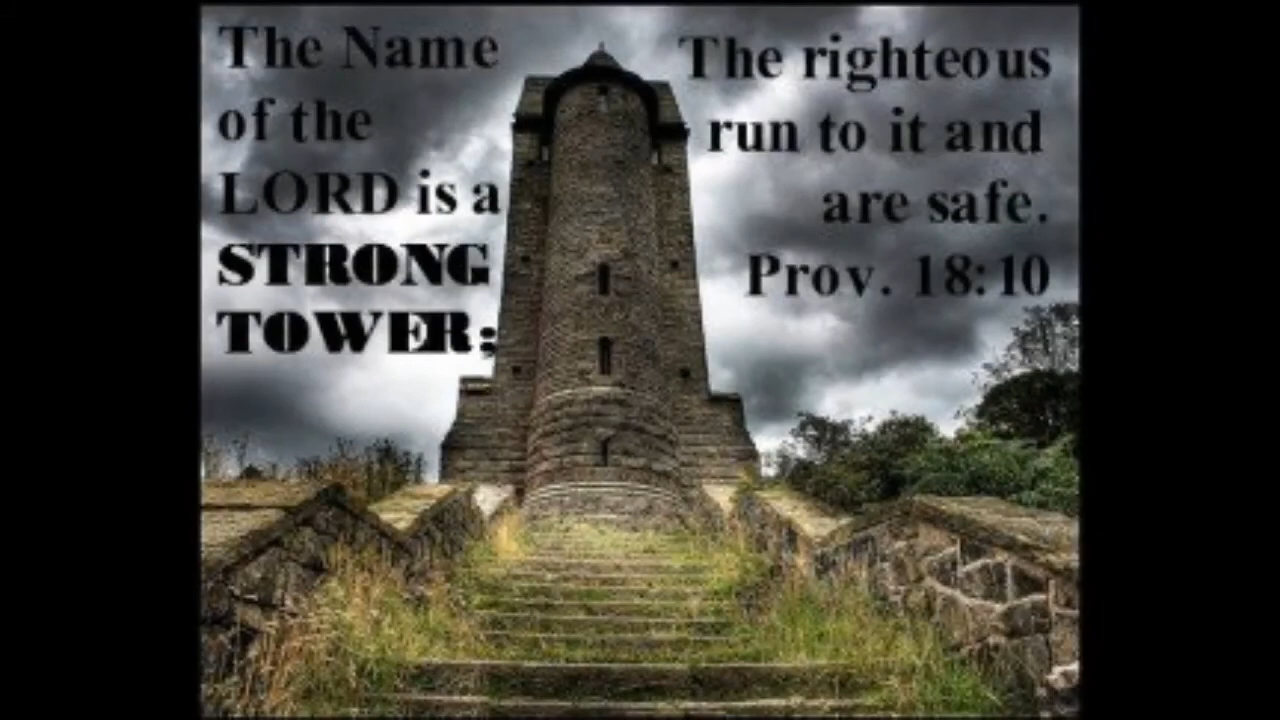 The Name
of the
LORD is a
STRONG
TOWER;
The righteous
run to it and
are safe.
Prov. 18:10